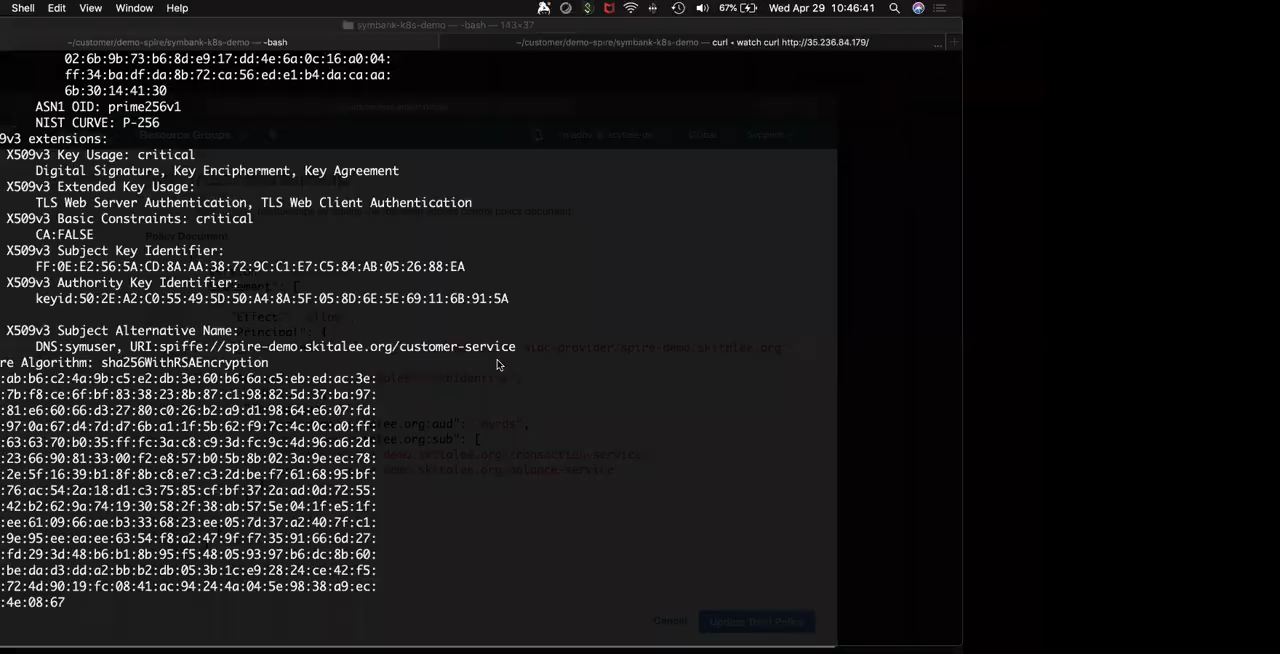 Shell Edit View Window Help 67% Wed Apr 29 10:46:41
symbank-k8s-demo — -bash — 143×37
~/customer/demo-spire/symbank-k8s-demo — -bash ~/customer/demo-spire/symbank-k8s-demo — curl • watch curl http://35.236.84.179/ ... +
02:6b:9b:73:b6:8d:e9:17:dd:4e:6a:0c:16:a0:04:
ff:34:ba:df:da:8b:72:ca:56:ed:e1:b4:da:ca:aa:
6b:30:14:41:30
ASN1 OID: prime256v1
NIST CURVE: P-256
9v3 extensions:
X509v3 Key Usage: critical
Digital Signature, Key Encipherment, Key Agreement
X509v3 Extended Key Usage:
TLS Web Server Authentication, TLS Web Client Authentication
X509v3 Basic Constraints: critical
CA:FALSE
X509v3 Subject Key Identifier:
FF:0E:E2:56:5A:CD:8A:AA:38:72:9C:C1:E7:C5:84:AB:05:26:88:EA
X509v3 Authority Key Identifier:
keyid:50:2E:A2:C0:55:49:5D:50:A4:8A:5F:05:8D:6E:5E:69:11:6B:91:5A
X509v3 Subject Alternative Name:
DNS:symuser, URI:spiffe://spire-demo.skitalee.org/customer-service
re Algorithm: sha256WithRSAEncryption
:ab:b6:c2:4a:9b:c5:e2:db:3e:60:b6:6a:c5:eb:ed:ac:3e:
:7b:f8:ce:6f:bf:83:38:23:8b:87:c1:98:82:5d:37:ba:97:
:81:e6:60:66:d3:27:80:c0:26:b2:a9:d1:98:64:e6:07:fd:
:97:0a:67:d4:7d:d7:6b:a1:1f:5b:62:f9:7c:4c:0c:a0:ff:
:63:63:70:b0:35:ff:fc:3a:c8:c9:3d:fc:9c:4d:96:a6:2d:
:23:66:90:81:33:00:f2:e8:57:b0:5b:8b:02:3a:9e:ec:78:
:2e:5f:16:39:b1:8f:8b:c8:e7:c3:2d:be:f7:61:68:95:bf:
:76:ac:54:2a:18:d1:c3:75:85:cf:bf:37:2a:ad:0d:72:55:
:42:b2:62:9a:74:19:30:58:2f:38:ab:57:5e:04:1f:e5:1f:
:ee:61:09:66:ae:b3:33:68:23:ee:05:7d:37:a2:40:7f:c1:
:9e:95:ee:ea:ee:63:54:f8:a2:47:9f:f7:35:91:66:6d:27:
:fd:29:3d:48:b6:b1:8b:95:f5:48:05:93:97:b6:dc:8b:60:
:be:da:d3:dd:a2:bb:b2:db:05:3b:1c:e9:28:24:ce:42:f5:
:72:4d:90:19:fc:08:41:ac:94:24:4a:04:5e:98:38:a9:ec:
:4e:08:67
Resource Groups
Global Support
Policy Document
"Effect":
"Principal": {
spire-demo.skitalee.org
ee.org:sub": [
Cancel Update Trust Policy